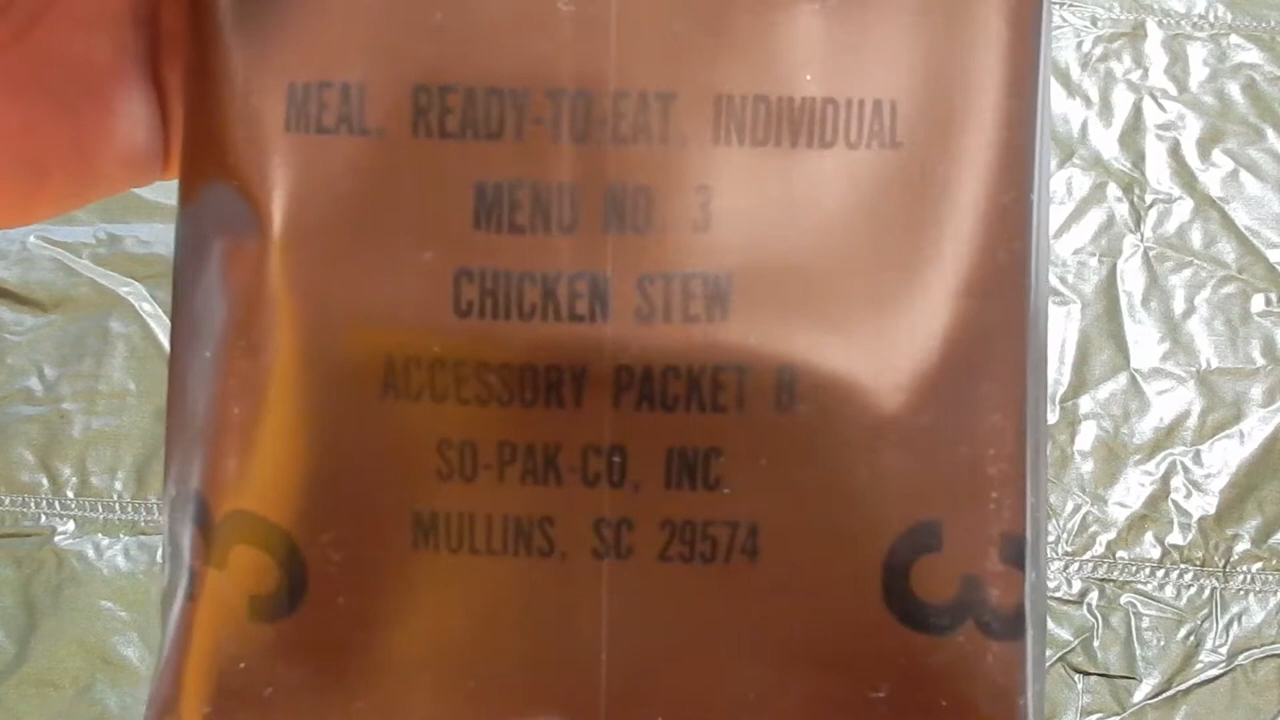 MEAL, READY-TO-EAT, INDIVIDUAL
MENU NO. 3
CHICKEN STEW
ACCESSORY PACKET B
SO-PAK-CO, INC.
MULLINS, SC 29574
3
3